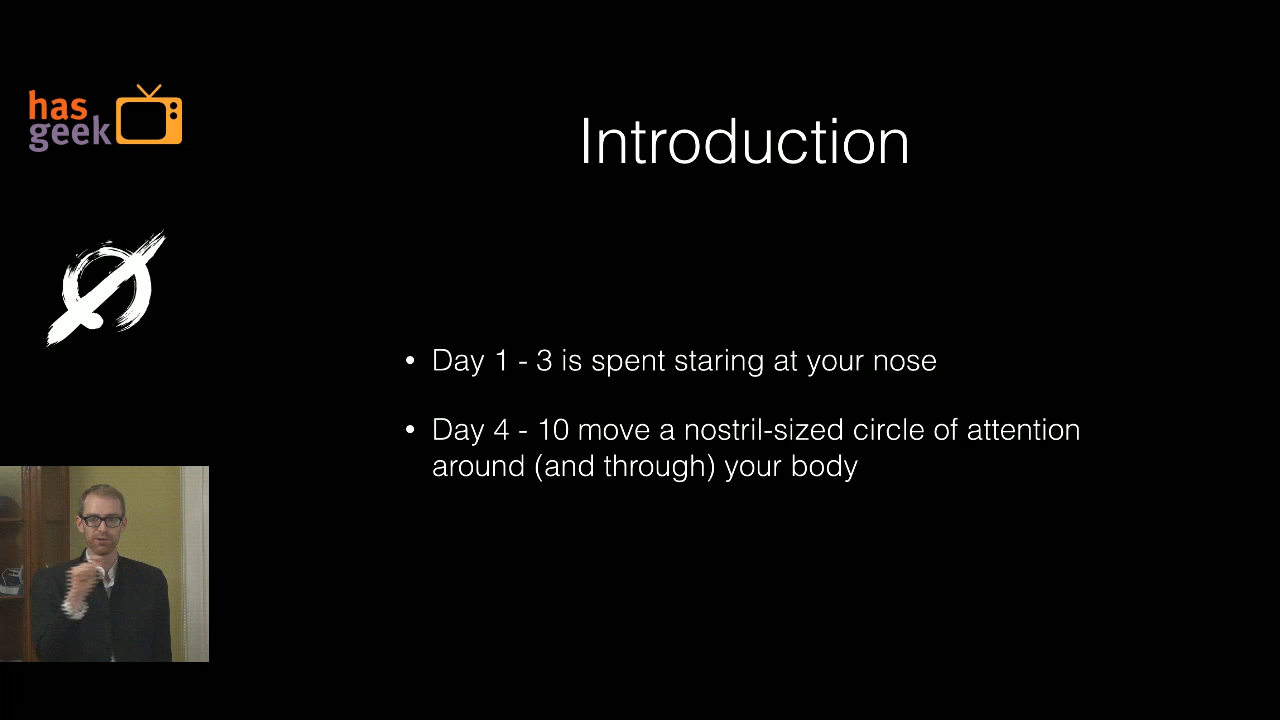 has
geek
Introduction
• Day 1 - 3 is spent staring at your nose
• Day 4 - 10 move a nostril-sized circle of attention
around (and through) your body